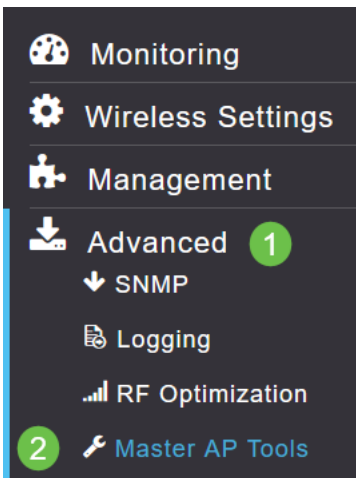 Monitoring
Wireless Settings
Management
Advanced 1
SNMP
Logging
RF Optimization
2 Master AP Tools